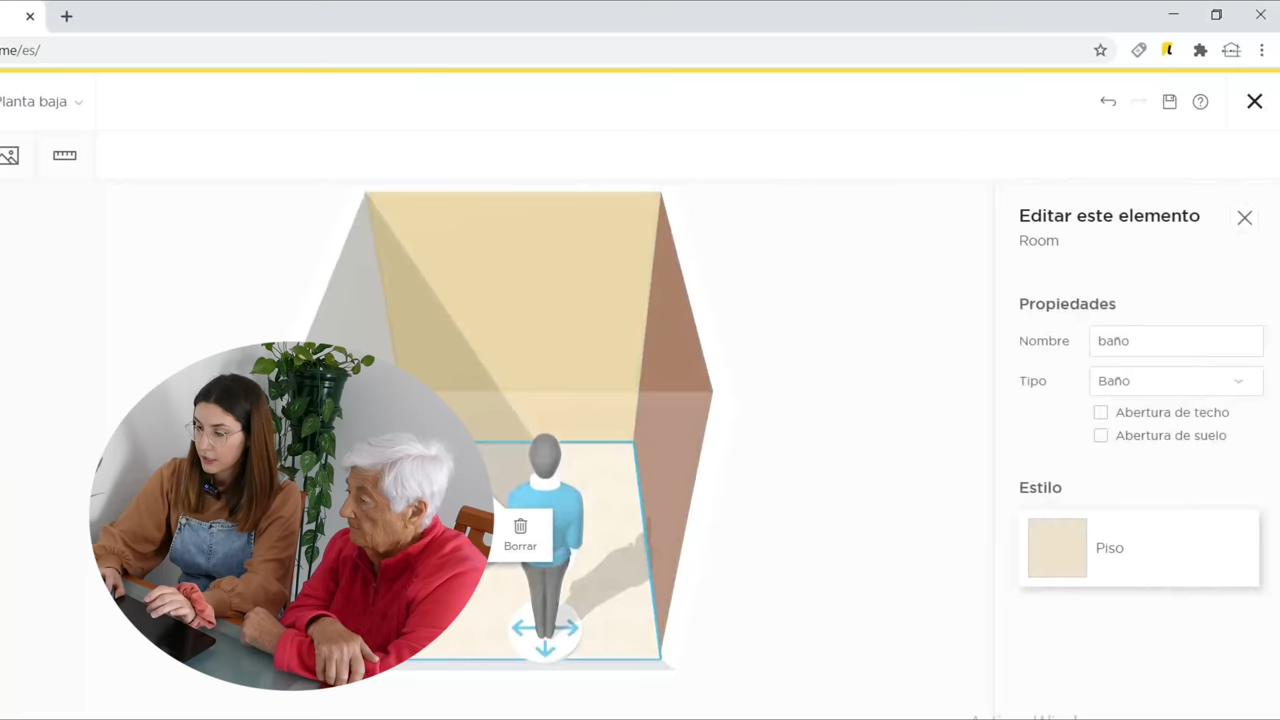 me/es/
Planta baja
Editar este elemento
Room
Propiedades
Nombre baño
Tipo Baño
Abertura de techo
Abertura de suelo
Estilo
Piso
Borrar